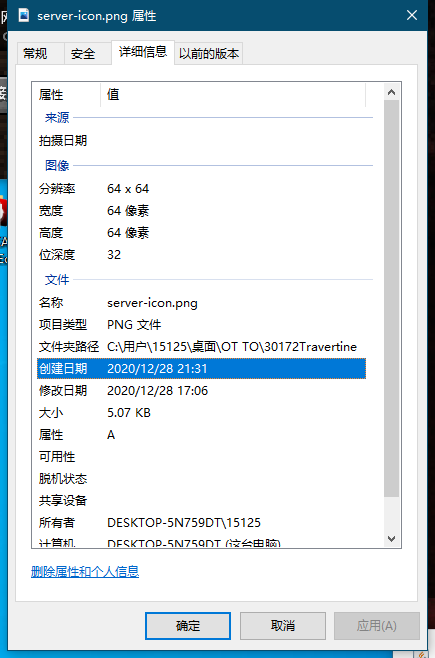 server-icon.png 属性
常规 安全 详细信息 以前的版本
属性 值
来源
拍摄日期
图像
分辨率 64 x 64
宽度 64 像素
高度 64 像素
位深度 32
文件
名称 server-icon.png
项目类型 PNG 文件
文件夹路径 C:\用户\15125\桌面\OT TO\30172Travertine
创建日期 2020/12/28 21:31
修改日期 2020/12/28 17:06
大小 5.07 KB
属性 A
可用性
脱机状态
共享设备
所有者 DESKTOP-5N759DT\15125
计算机 DESKTOP-5N759DT (这台电脑)
删除属性和个人信息
确定 取消 应用(A)